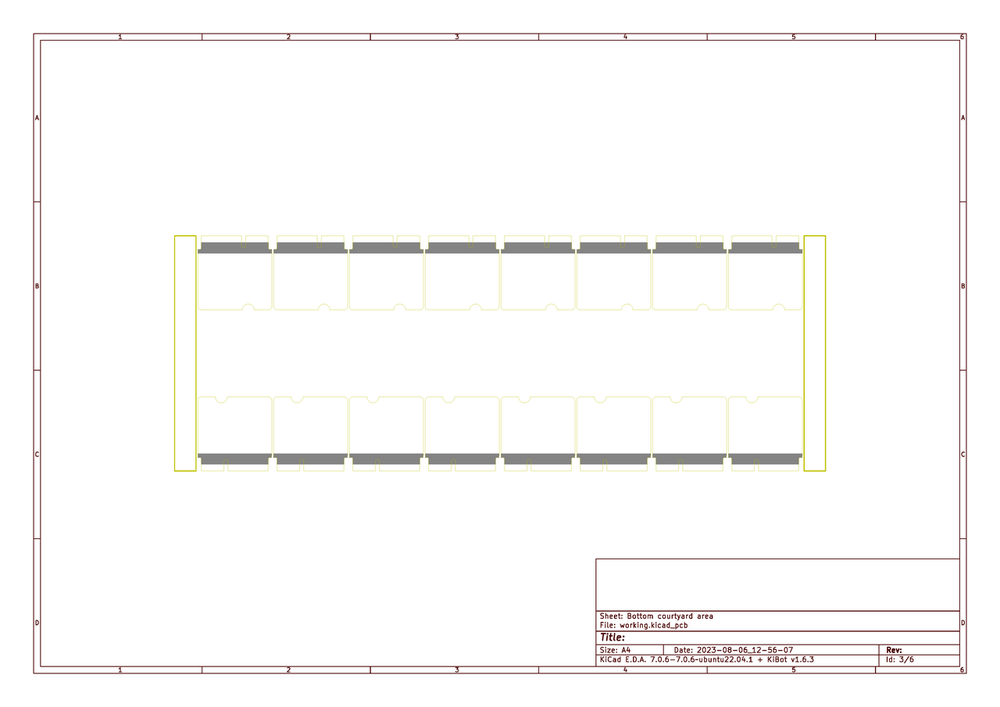 1 2 3 4 5 6
A A
B B
C C
D D
Sheet: Bottom courtyard area
File: working.kicad_pcb
Title:
Size: A4 Date: 2023-08-06_12-56-07 Rev:
KiCad E.D.A. 7.0.6-7.0.6-ubuntu22.04.1 + KiBot v1.6.3 Id: 3/6
1 2 3 4 5 6